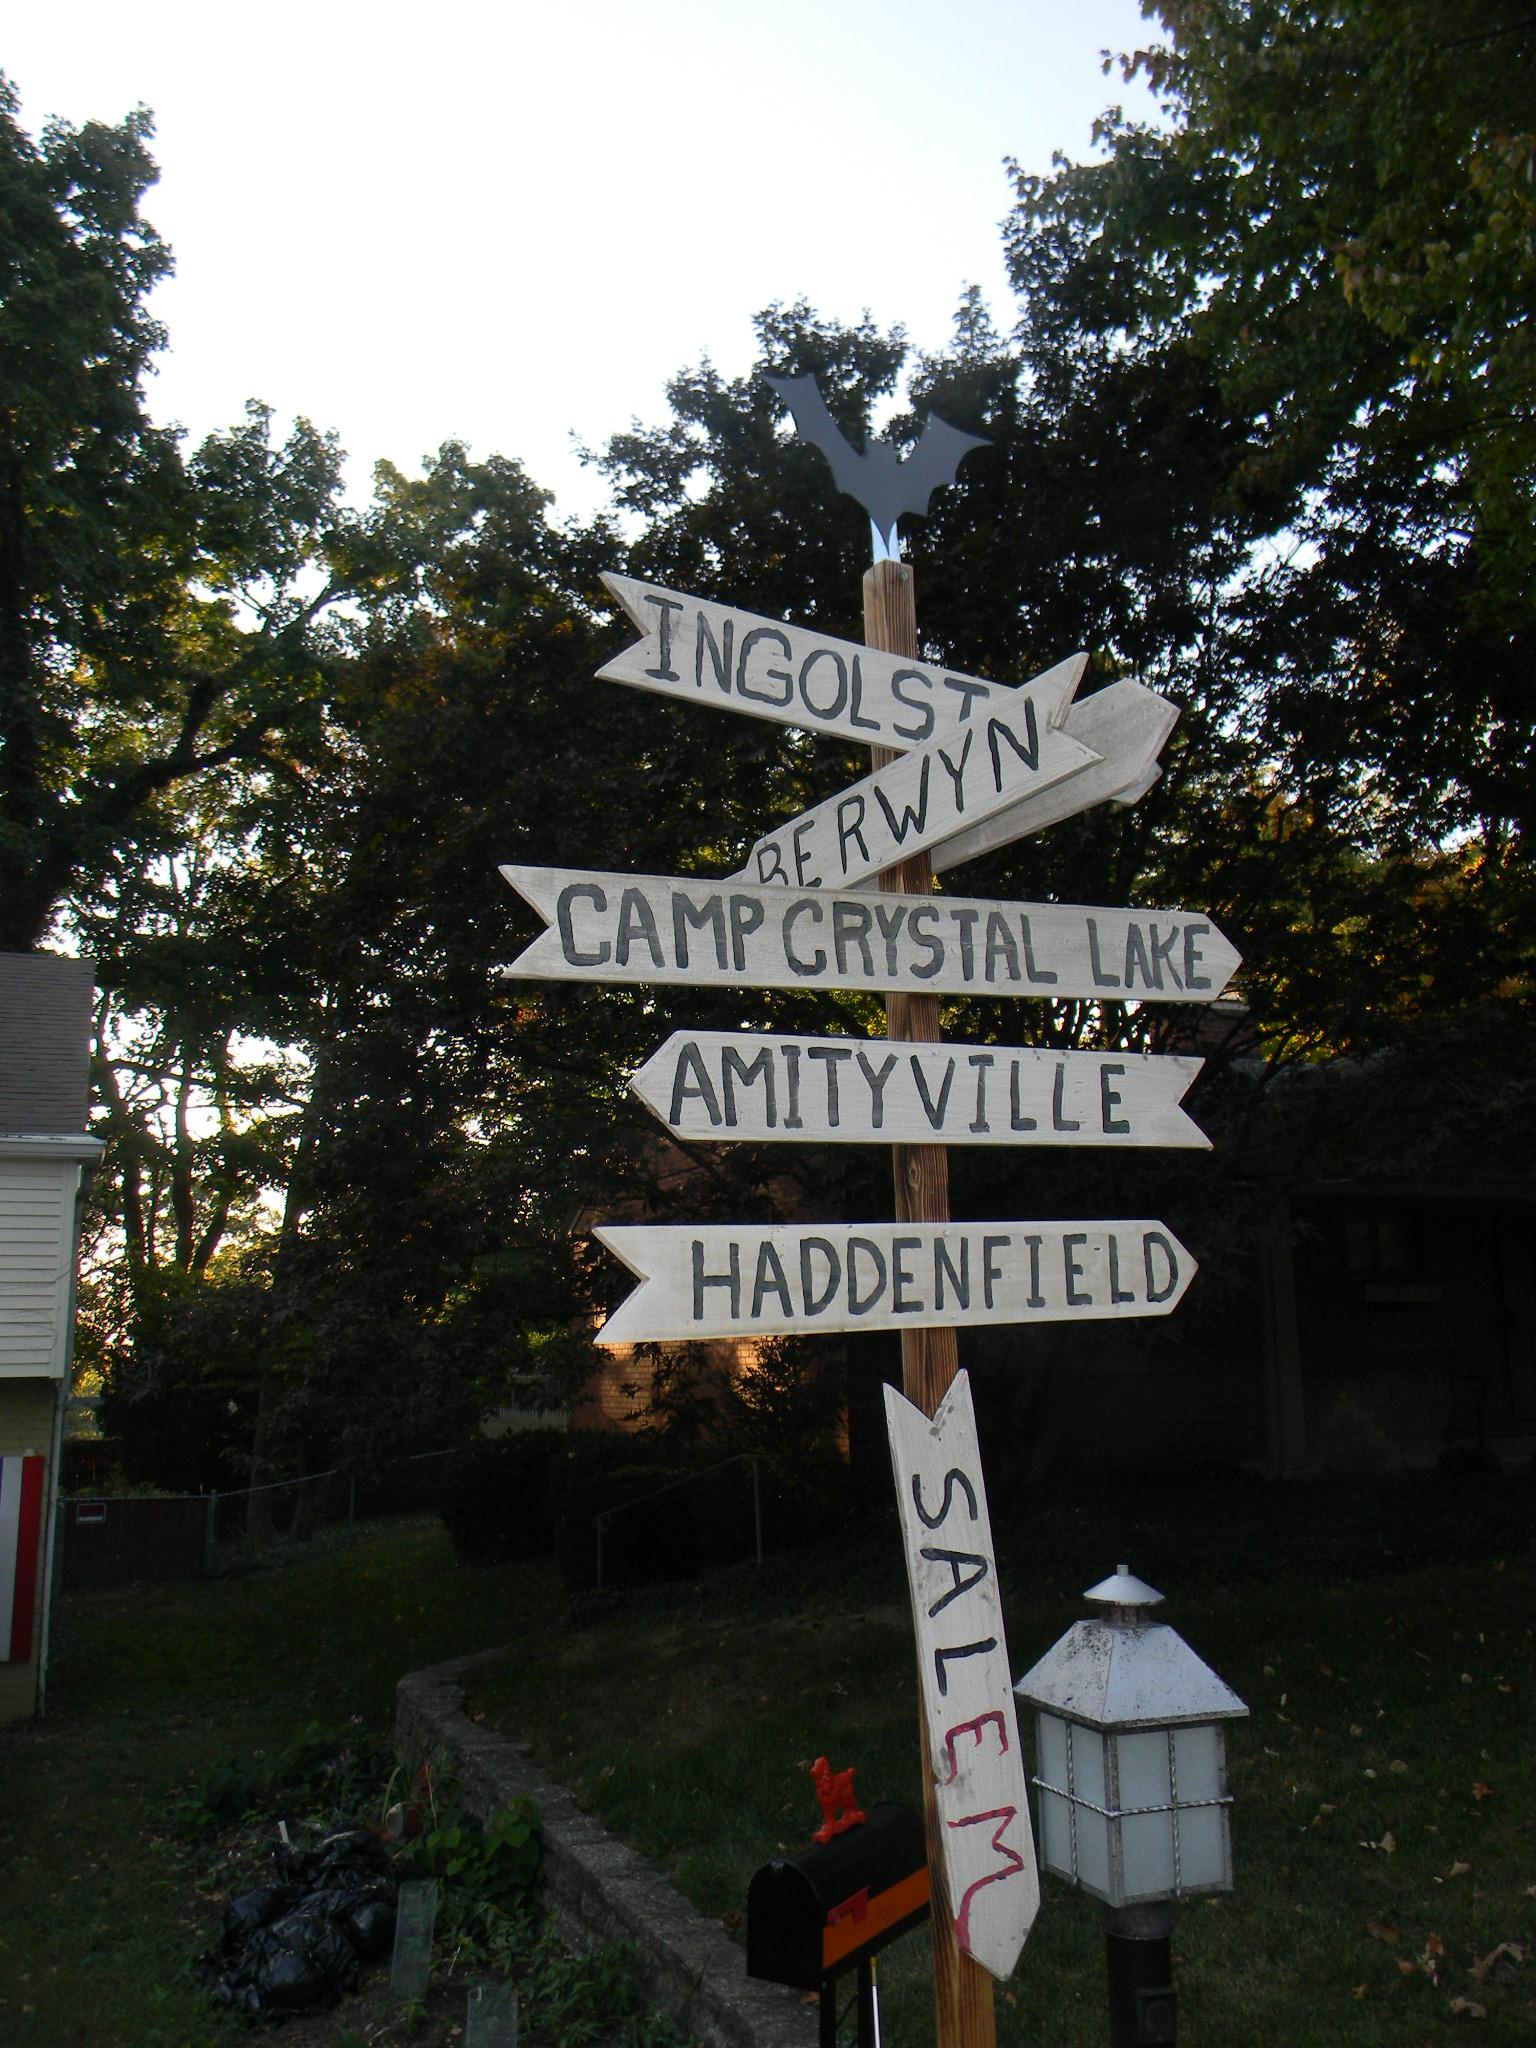 INGOLST
BERWYN
CAMP CRYSTAL LAKE
AMITYVILLE
HADDENFIELD
SALEM